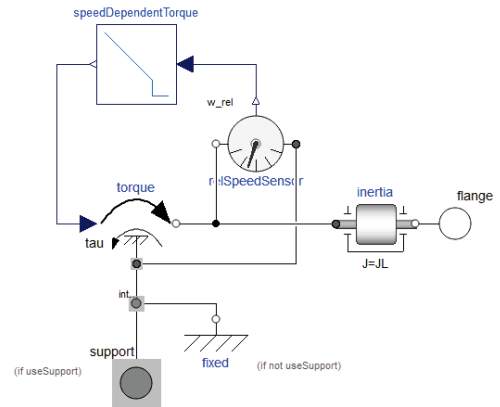 speedDependentTorque
w_rel
relSpeedSensor
torque
inertia
flange
tau
J=JL
int
support
fixed
(if useSupport)
(if not useSupport)